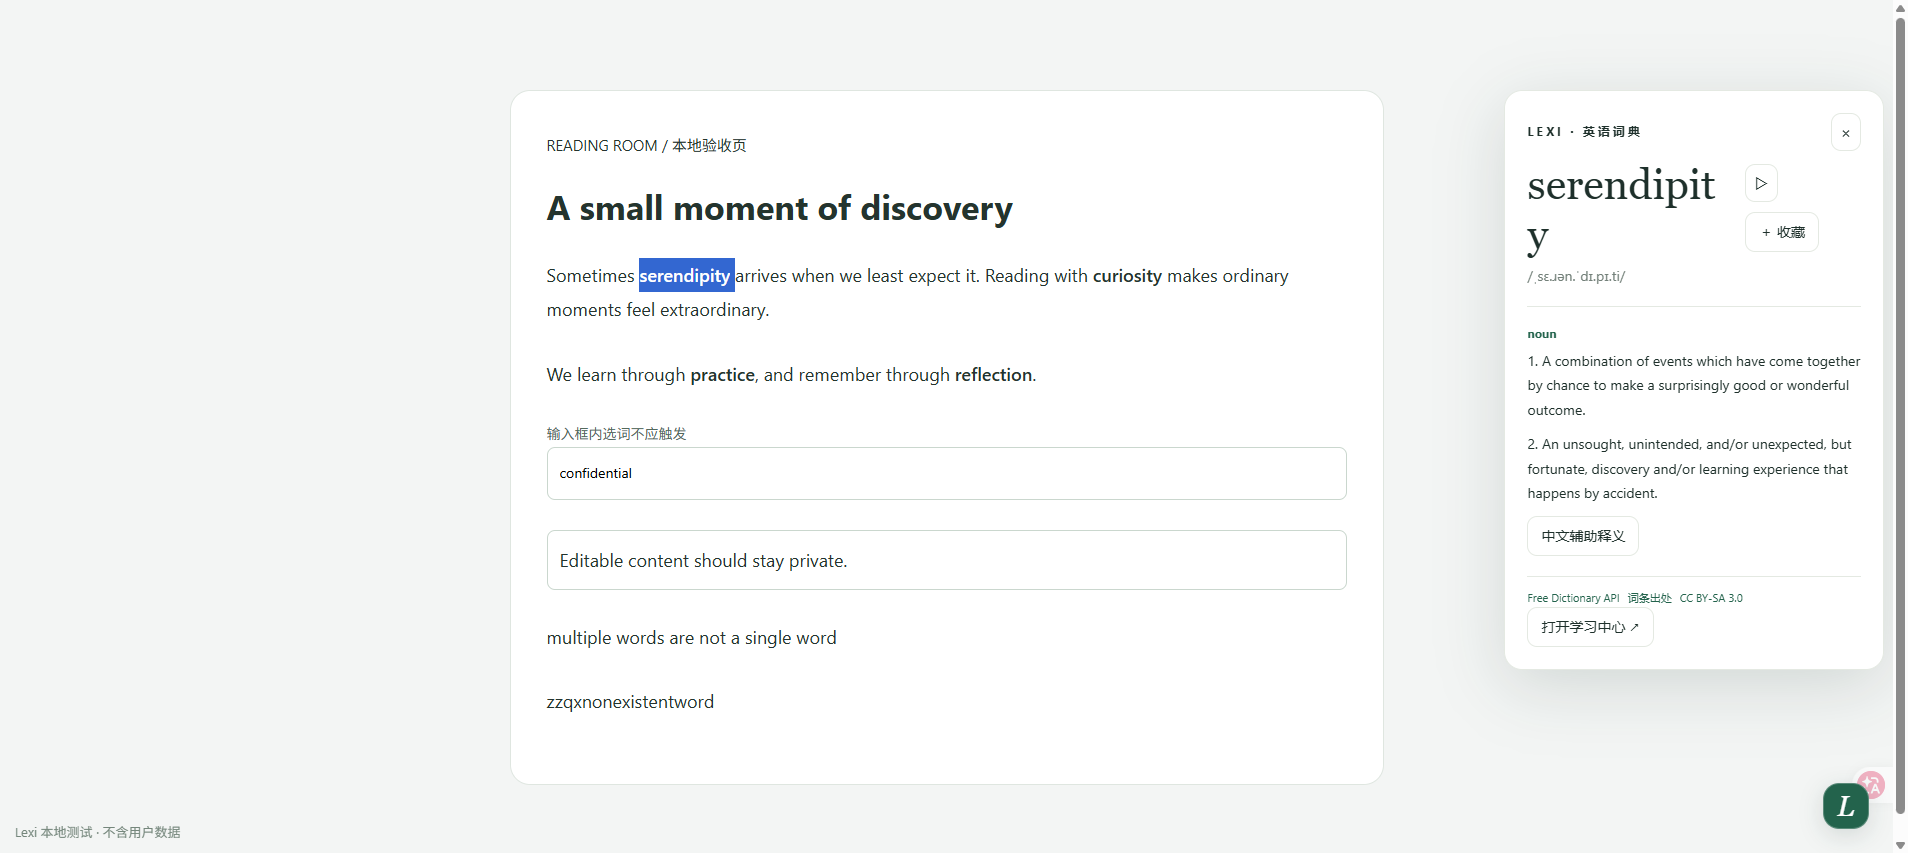 READING ROOM / 本地验收页
A small moment of discovery
Sometimes serendipity arrives when we least expect it. Reading with curiosity makes ordinary
moments feel extraordinary.
We learn through practice, and remember through reflection.
输入框内选词不应触发
confidential
Editable content should stay private.
multiple words are not a single word
zzqxnonexistentword
Lexi 本地测试 · 不含用户数据
LEXI · 英语词典
×
serendipit
y
+ 收藏
/ˌsɛ.ɹən.ˈdɪ.pɪ.ti/
noun
1. A combination of events which have come together
by chance to make a surprisingly good or wonderful
outcome.
2. An unsought, unintended, and/or unexpected, but
fortunate, discovery and/or learning experience that
happens by accident.
中文辅助释义
Free Dictionary API 词条出处 CC BY-SA 3.0
打开学习中心 ↗
L